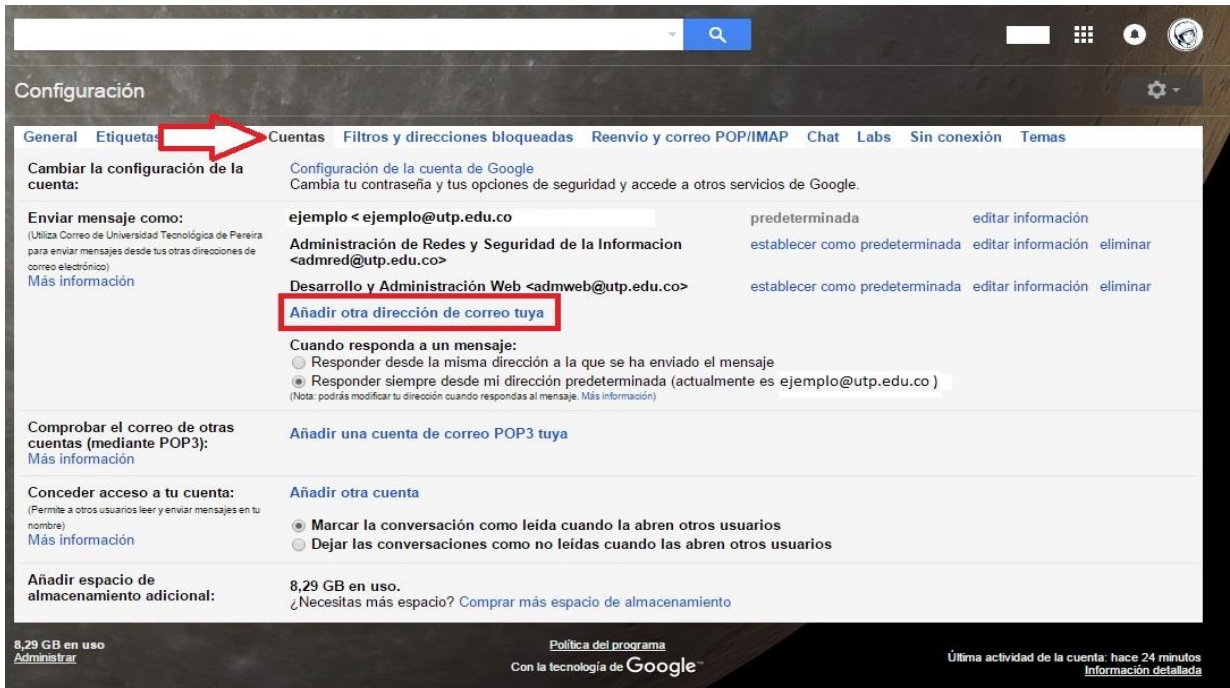 Configuración
General Etiquetas Cuentas Filtros y direcciones bloqueadas Reenvío y correo POP/IMAP Chat Labs Sin conexión Temas
Cambiar la configuración de la cuenta:
Configuración de la cuenta de Google
Cambia tu contraseña y tus opciones de seguridad y accede a otros servicios de Google.
Enviar mensaje como:
(Utiliza Correo de Universidad Tecnológica de Pereira
para enviar mensajes desde tus otras direcciones de
correo electrónico)
Más información
ejemplo < ejemplo@utp.edu.co predeterminada editar información
Administración de Redes y Seguridad de la Informacion
<admred@utp.edu.co> establecer como predeterminada editar información eliminar
Desarrollo y Administración Web <admweb@utp.edu.co> establecer como predeterminada editar información eliminar
Añadir otra dirección de correo tuya
Cuando responda a un mensaje:
Responder desde la misma dirección a la que se ha enviado el mensaje
Responder siempre desde mi dirección predeterminada (actualmente es ejemplo@utp.edu.co )
(Nota: podrás modificar tu dirección cuando respondas al mensaje. Más información)
Comprobar el correo de otras
cuentas (mediante POP3):
Más información
Añadir una cuenta de correo POP3 tuya
Conceder acceso a tu cuenta:
(Permite a otros usuarios leer y enviar mensajes en tu
nombre)
Más información
Añadir otra cuenta
Marcar la conversación como leída cuando la abren otros usuarios
Dejar las conversaciones como no leídas cuando las abren otros usuarios
Añadir espacio de
almacenamiento adicional:
8,29 GB en uso.
¿Necesitas más espacio? Comprar más espacio de almacenamiento
8,29 GB en uso
Administrar
Política del programa
Con la tecnología de Google™
Última actividad de la cuenta: hace 24 minutos
Información detallada